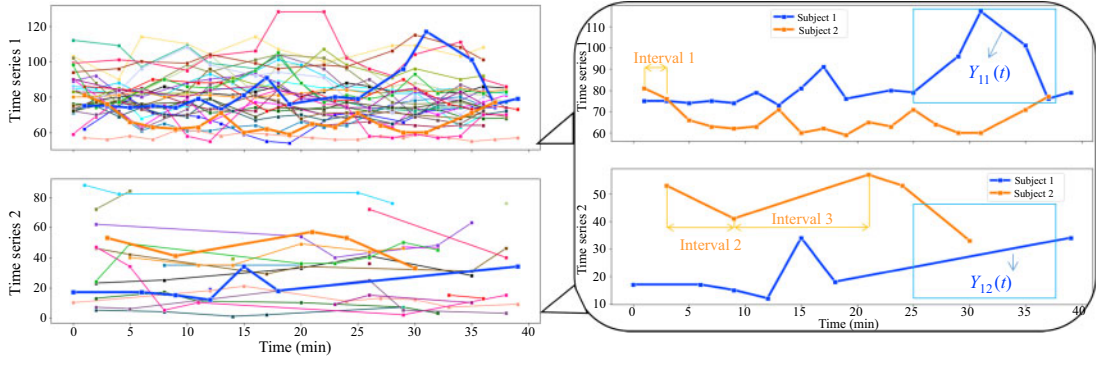 Time series 1
120
100
80
60
Time series 2
80
60
40
20
0
0 5 10 15 20 25 30 35 40
Time (min)
Time series 1
110
100
90
80
70
60
Subject 1
Subject 2
Interval 1
Y11(t)
Time series 2
50
40
30
20
10
Subject 1
Subject 2
Interval 2
Interval 3
Y12(t)
0 5 10 15 20 25 30 35 40
Time (min)